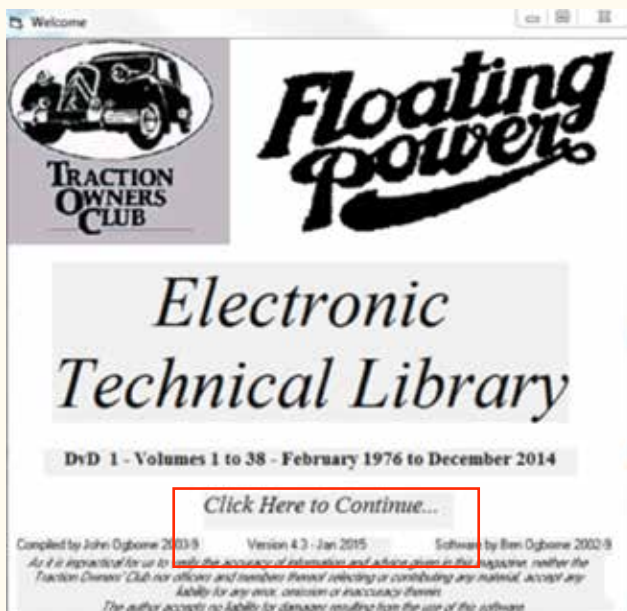 Welcome
TRACTION
OWNERS
CLUB
Floating
Power
Electronic
Technical Library
DvD 1 - Volumes 1 to 38 - February 1976 to December 2014
Click Here to Continue...
Compiled by John Ogborne 2003-9 Version 4.3 - Jan 2015 Software by Ben Ogborne 2002-9
As it is impractical for us to verify the accuracy of information and advice given in this magazine, neither the
Traction Owners' Club nor officers and members thereof selecting or contributing any material, accept any
liability for any error, omission or inaccuracy therein.
The author accepts no liability for damages resulting from the use of this software.